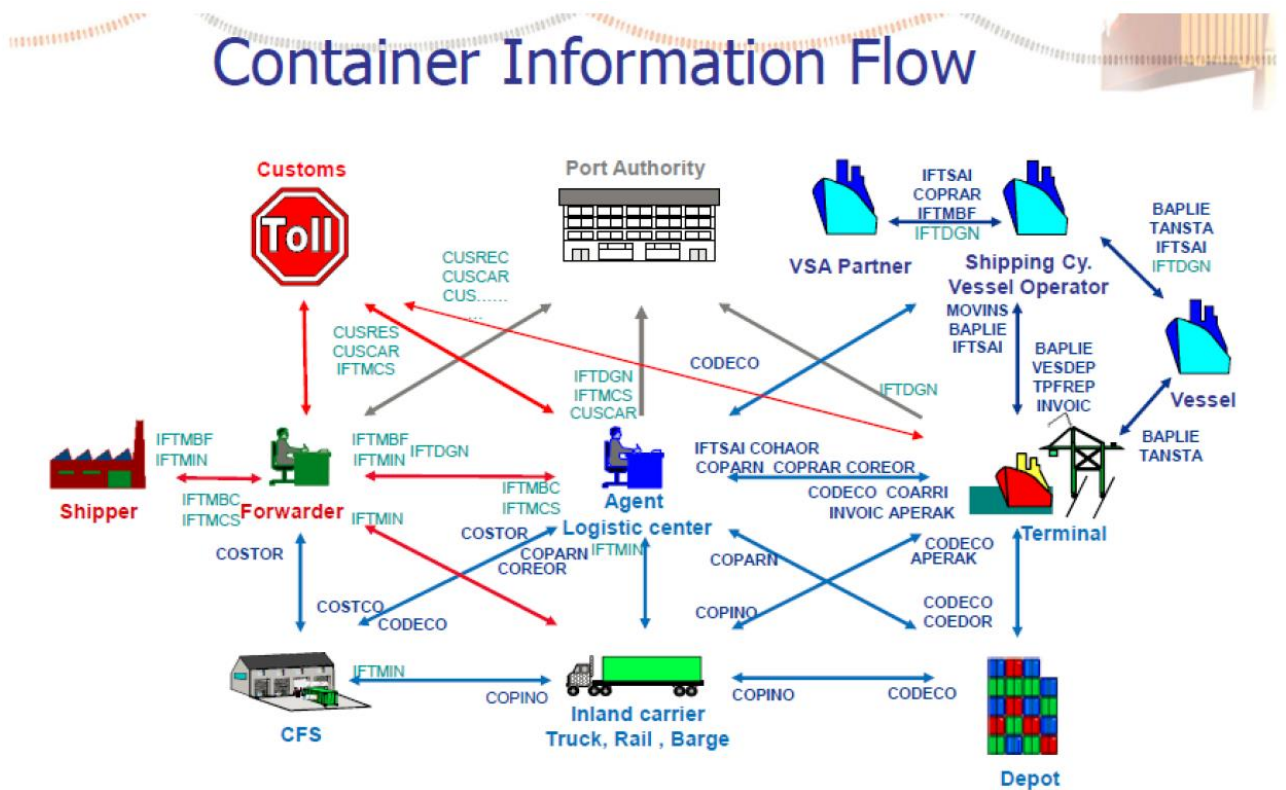 Container Information Flow
Customs
Toll
Port Authority
VSA Partner
IFTSAI
COPRAR
IFTMBF
IFTDGN
Shipping Cy.
Vessel Operator
BAPLIE
TANSTA
IFTSAI
IFTDGN
Vessel
CUSREC
CUSCAR
CUS......
.....
CUSRES
CUSCAR
IFTMCS
IFTDGN
IFTMCS
CUSCAR
CODECO
IFTDGN
MOVINS
BAPLIE
IFTSAI
BAPLIE
VESDEP
TPFREP
INVOIC
BAPLIE
TANSTA
Shipper
IFTMBF
IFTMIN
IFTMBC
IFTMCS
Forwarder
IFTMBF
IFTMIN
IFTDGN
IFTMBC
IFTMCS
Agent
Logistic center
IFTSAI COHAOR
COPARN COPRAR COREOR
CODECO COARRI
INVOIC APERAK
Terminal
IFTMIN
COSTOR
COSTOR
COPARN
COREOR
IFTMIN
COPARN
CODECO
APERAK
COSTCO
CODECO
COPINO
CODECO
COEDOR
IFTMIN
COPINO
COPINO
CODECO
CFS
Inland carrier
Truck, Rail , Barge
Depot